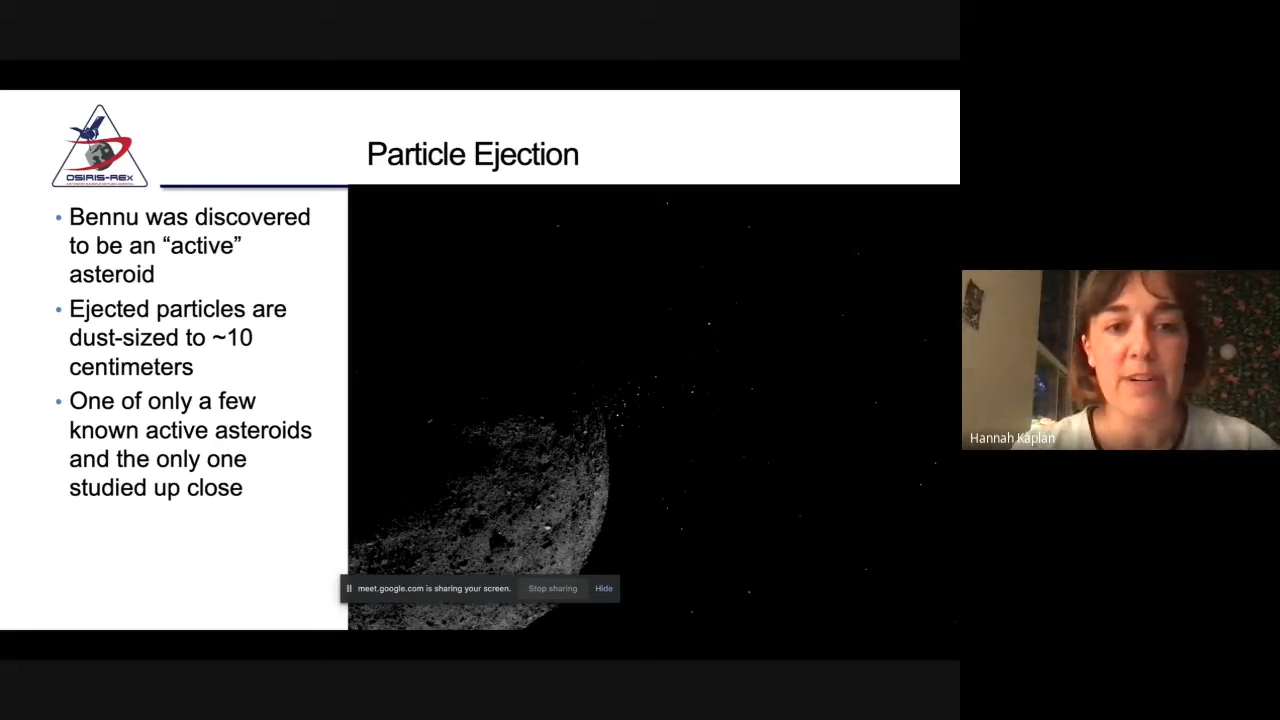 Particle Ejection
OSIRIS-REx
• Bennu was discovered
to be an “active”
asteroid
• Ejected particles are
dust-sized to ~10
centimeters
• One of only a few
known active asteroids
and the only one
studied up close
meet.google.com is sharing your screen. Stop sharing Hide
Hannah Kaplan